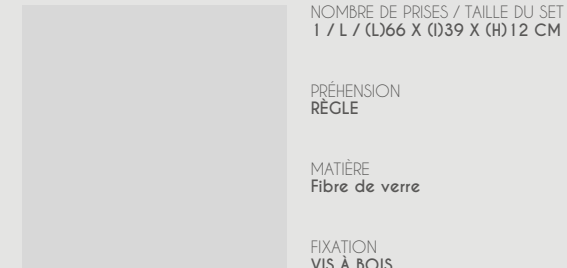 NOMBRE DE PRISES / TAILLE DU SET
1 / L / (L)66 X (l)39 X (H)12 CM
PRÉHENSION
RÈGLE
MATIÈRE
Fibre de verre
FIXATION
VIS À BOIS